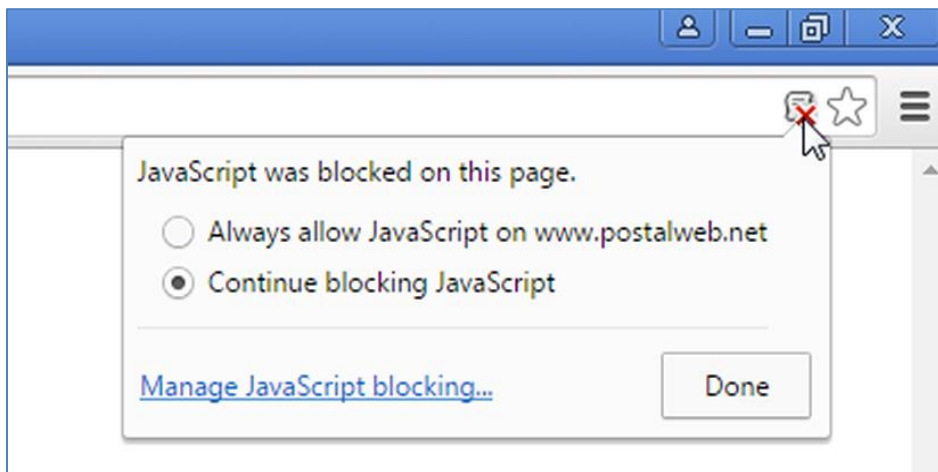 JavaScript was blocked on this page.
Always allow JavaScript on www.postalweb.net
Continue blocking JavaScript
Manage JavaScript blocking...
Done